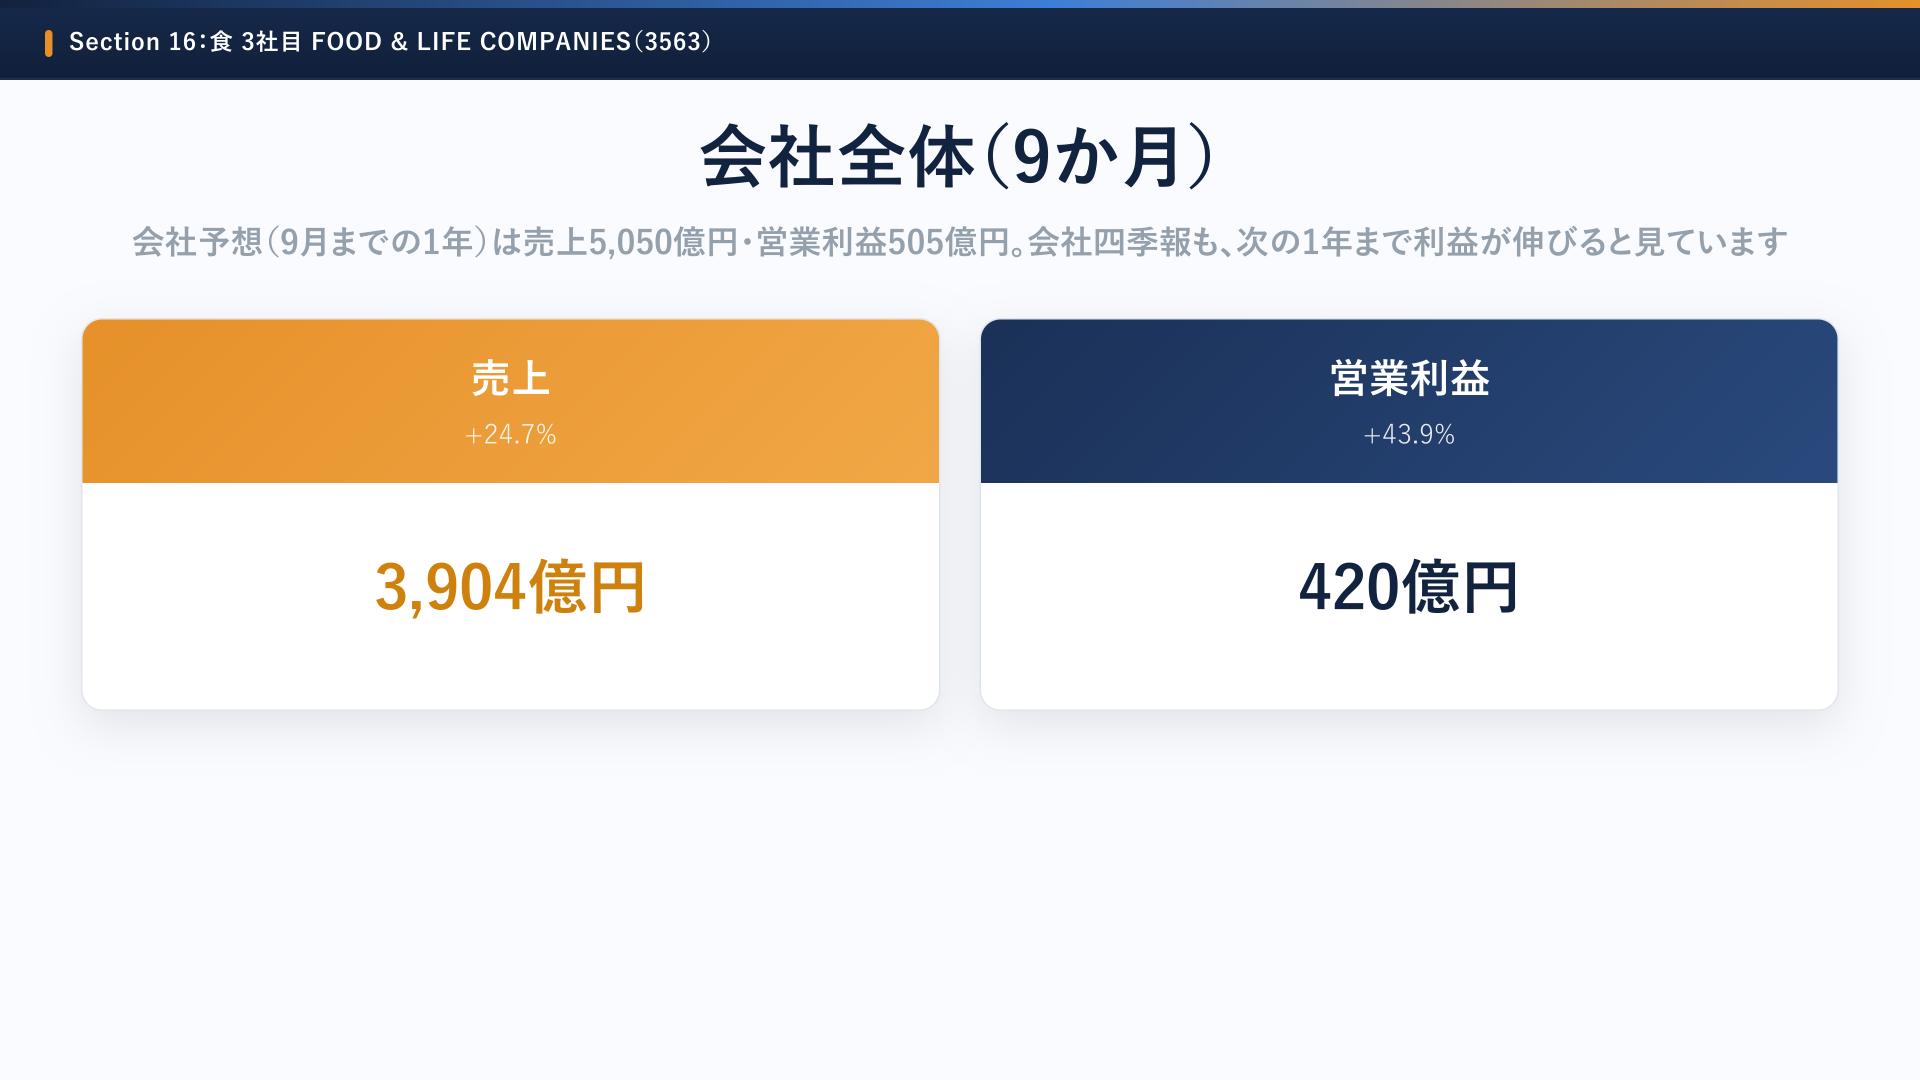 Section 16：食 3社目 FOOD & LIFE COMPANIES（3563）
会社全体（9か月）
会社予想（9月までの1年）は売上5,050億円・営業利益505億円。会社四季報も、次の1年まで利益が伸びると見ています
売上
+24.7%
3,904億円
営業利益
+43.9%
420億円